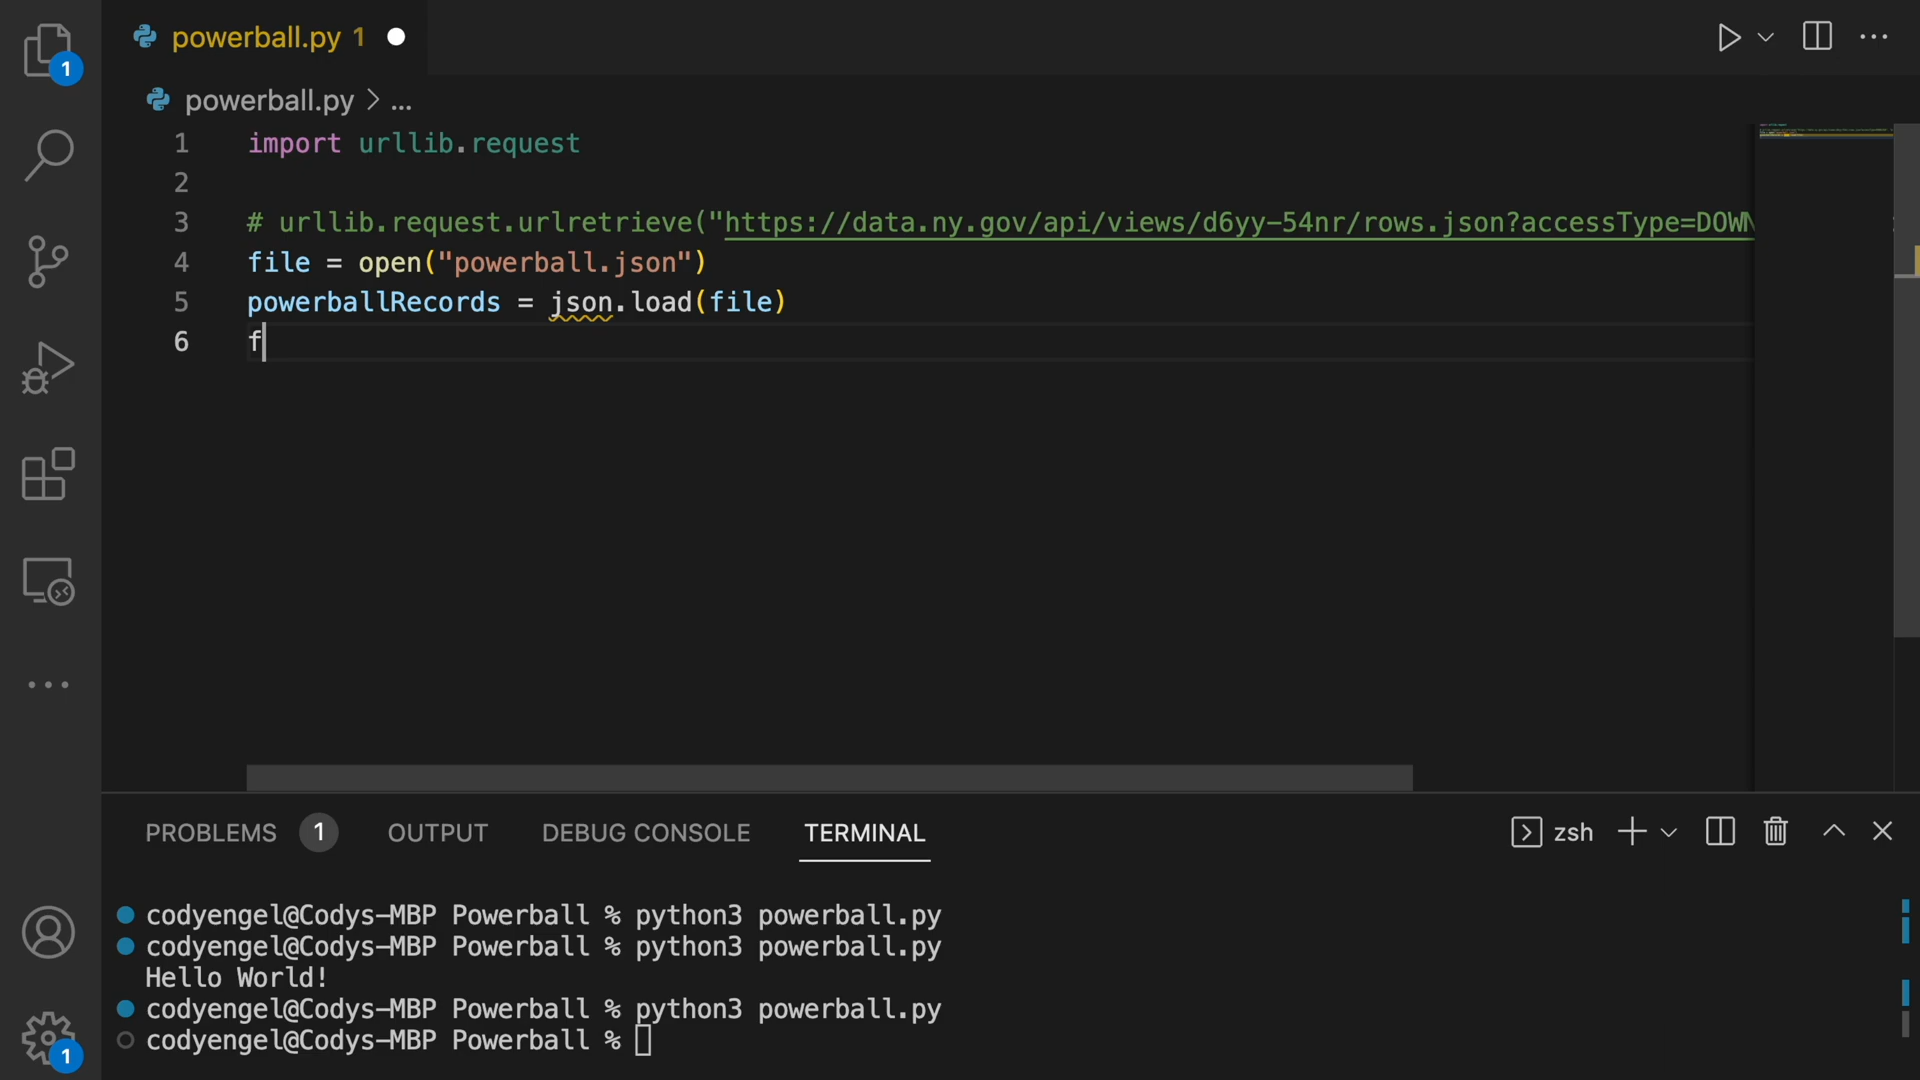 powerball.py 1
powerball.py > ...
1 import urllib.request
2
3 # urllib.request.urlretrieve("https://data.ny.gov/api/views/d6yy-54nr/rows.json?accessType=DOWN
4 file = open("powerball.json")
5 powerballRecords = json.load(file)
6 f
PROBLEMS 1 OUTPUT DEBUG CONSOLE TERMINAL zsh
codyengel@Codys-MBP Powerball % python3 powerball.py
codyengel@Codys-MBP Powerball % python3 powerball.py
Hello World!
codyengel@Codys-MBP Powerball % python3 powerball.py
codyengel@Codys-MBP Powerball %
1
1